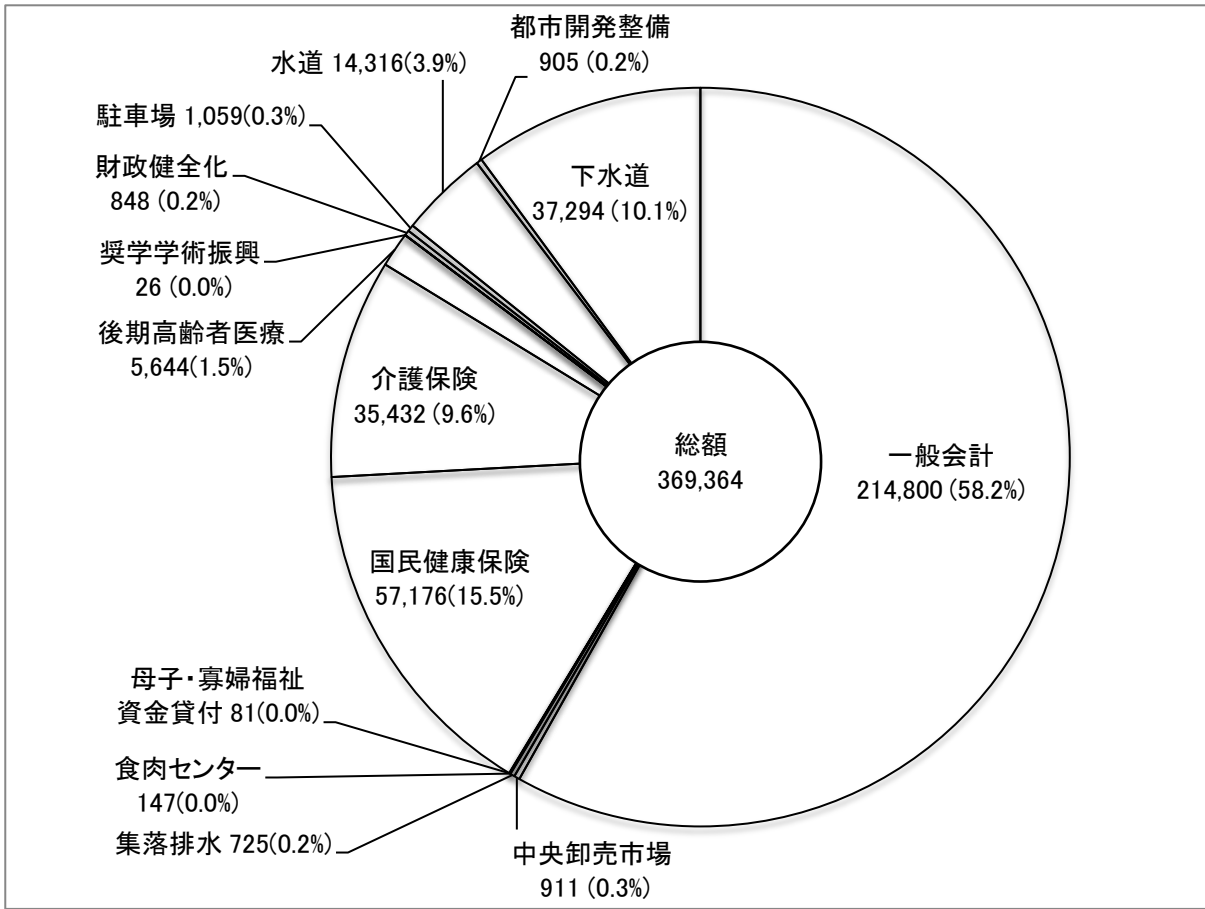 都市開発整備
905 (0.2%)
水道 14,316(3.9%)
駐車場 1,059(0.3%)
財政健全化
848 (0.2%)
奨学学術振興
26 (0.0%)
後期高齢者医療
5,644(1.5%)
下水道
37,294 (10.1%)
介護保険
35,432 (9.6%)
総額
369,364
一般会計
214,800 (58.2%)
国民健康保険
57,176(15.5%)
母子・寡婦福祉
資金貸付 81(0.0%)
食肉センター
147(0.0%)
集落排水 725(0.2%)
中央卸売市場
911 (0.3%)